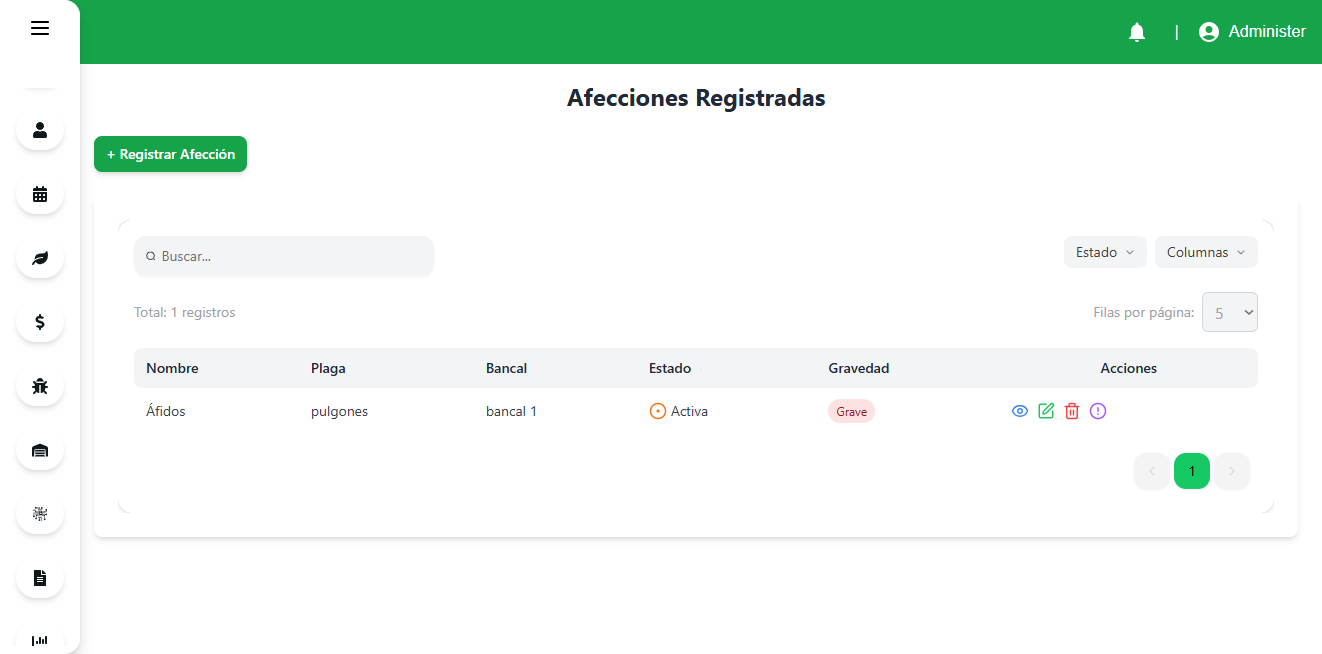 | Administer
Afecciones Registradas
+ Registrar Afección
Buscar...
Estado
Columnas
Total: 1 registros
Filas por página: 5
Nombre Plaga Bancal Estado Gravedad Acciones
Áfidos pulgones bancal 1 Activa Grave
< 1 >